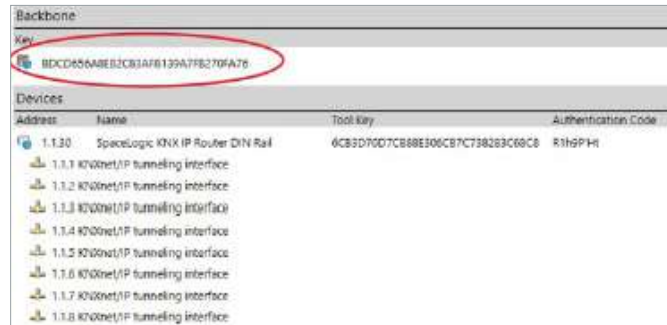 Backbone
Key
Devices
Address Name Tool Key Authentication Code
1.1.30 SpaceLogic KNX IP Router DIN Rail
1.1.1 KNXnet/IP tunneling interface
1.1.2 KNXnet/IP tunneling interface
1.1.3 KNXnet/IP tunneling interface
1.1.4 KNXnet/IP tunneling interface
1.1.5 KNXnet/IP tunneling interface
1.1.6 KNXnet/IP tunneling interface
1.1.7 KNXnet/IP tunneling interface
1.1.8 KNXnet/IP tunneling interface